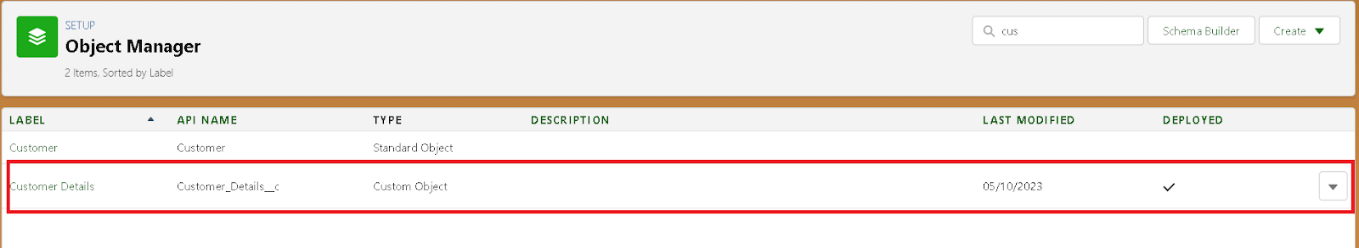 SETUP
Object Manager
2 Items, Sorted by Label
cus
Schema Builder
Create
LABEL API NAME TYPE DESCRIPTION LAST MODIFIED DEPLOYED
Customer Customer Standard Object
Customer Details Customer_Details__c Custom Object 05/10/2023